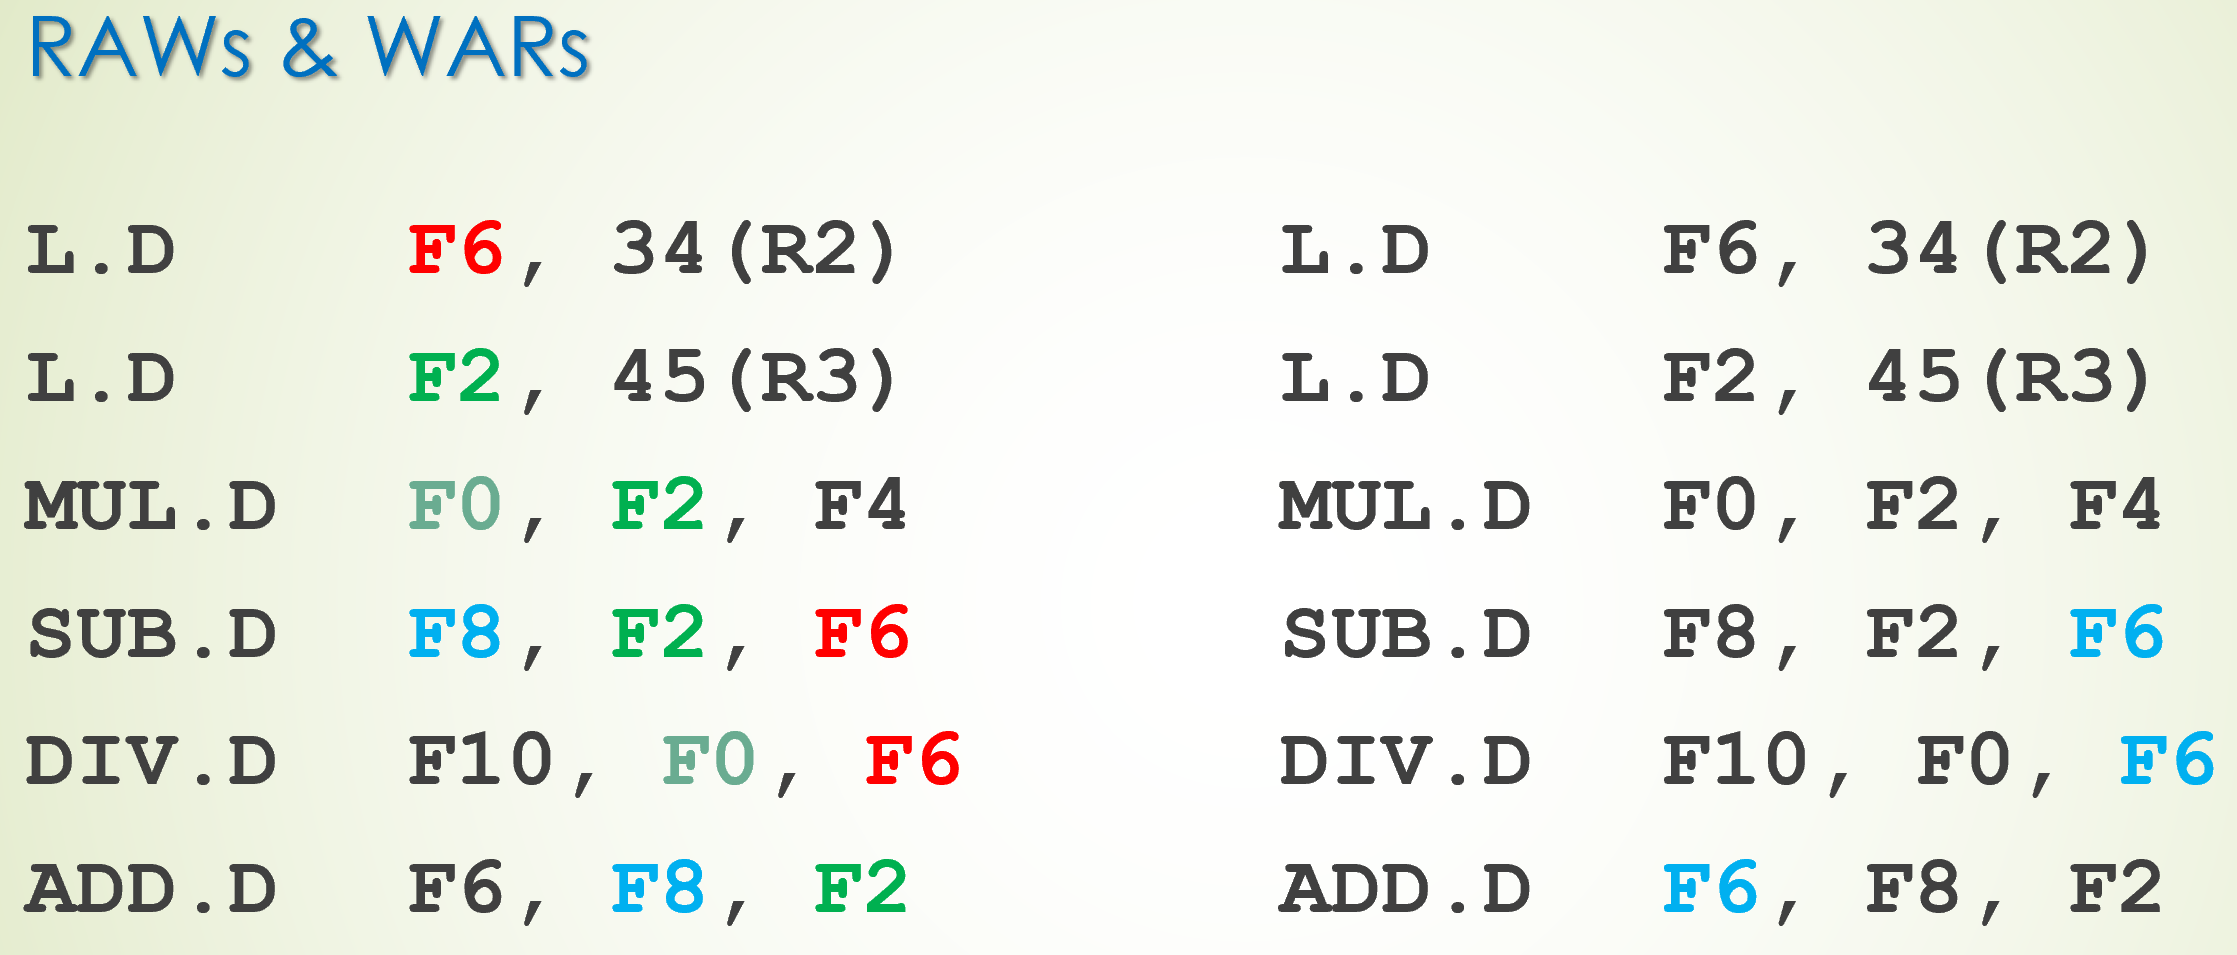 RAWs & WARs
L.D F6, 34(R2)
L.D F2, 45(R3)
MUL.D F0, F2, F4
SUB.D F8, F2, F6
DIV.D F10, F0, F6
ADD.D F6, F8, F2
L.D F6, 34(R2)
L.D F2, 45(R3)
MUL.D F0, F2, F4
SUB.D F8, F2, F6
DIV.D F10, F0, F6
ADD.D F6, F8, F2